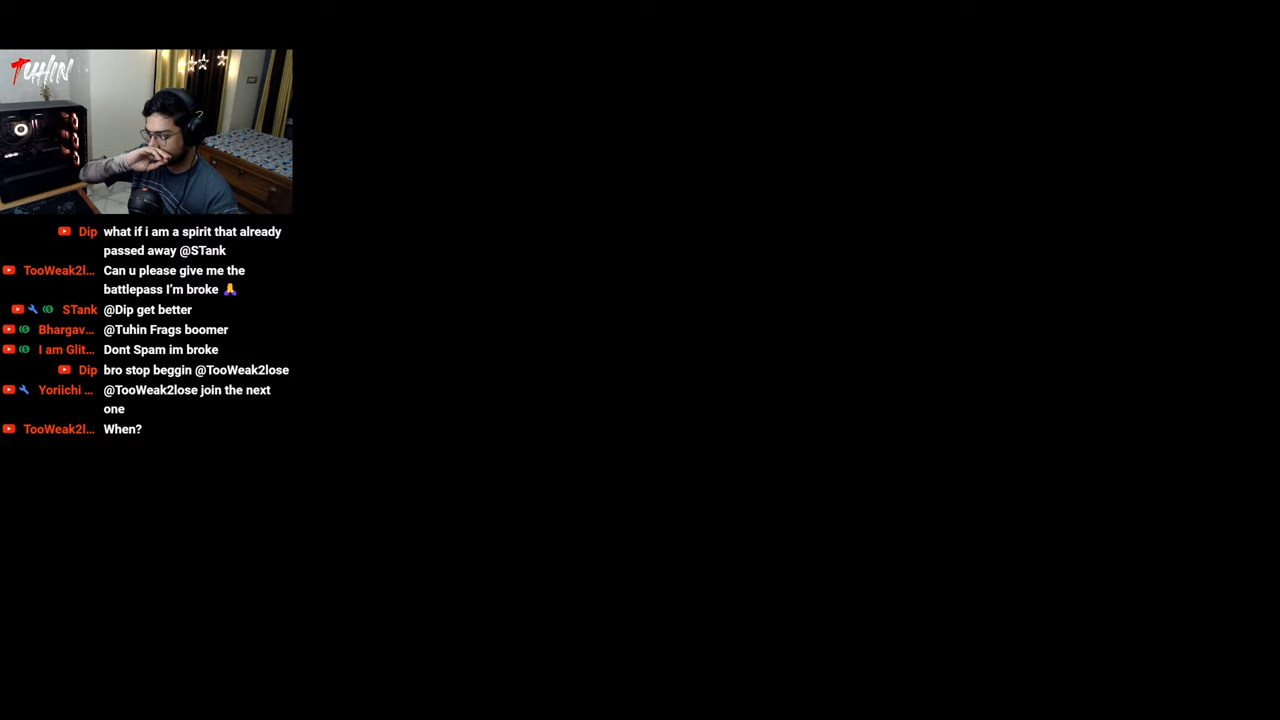 TUHIN
Dip what if i am a spirit that already
passed away @STank
TooWeak2l… Can u please give me the
battlepass I'm broke 🙏
STank @Dip get better
Bhargav… @Tuhin Frags boomer
I am Glit… Dont Spam im broke
Dip bro stop beggin @TooWeak2lose
Yoriichi … @TooWeak2lose join the next
one
TooWeak2l… When?